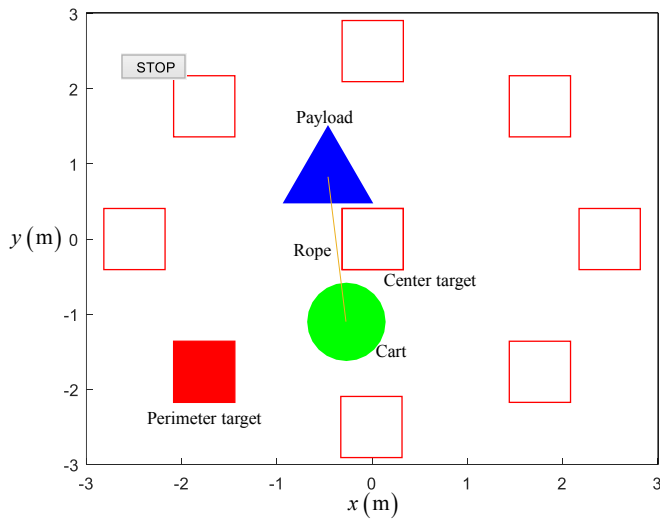 3
STOP
2
Payload
1
y (m)
0
Rope
Center target
-1
Cart
-2
Perimeter target
-3
-3 -2 -1 0 1 2 3
x (m)